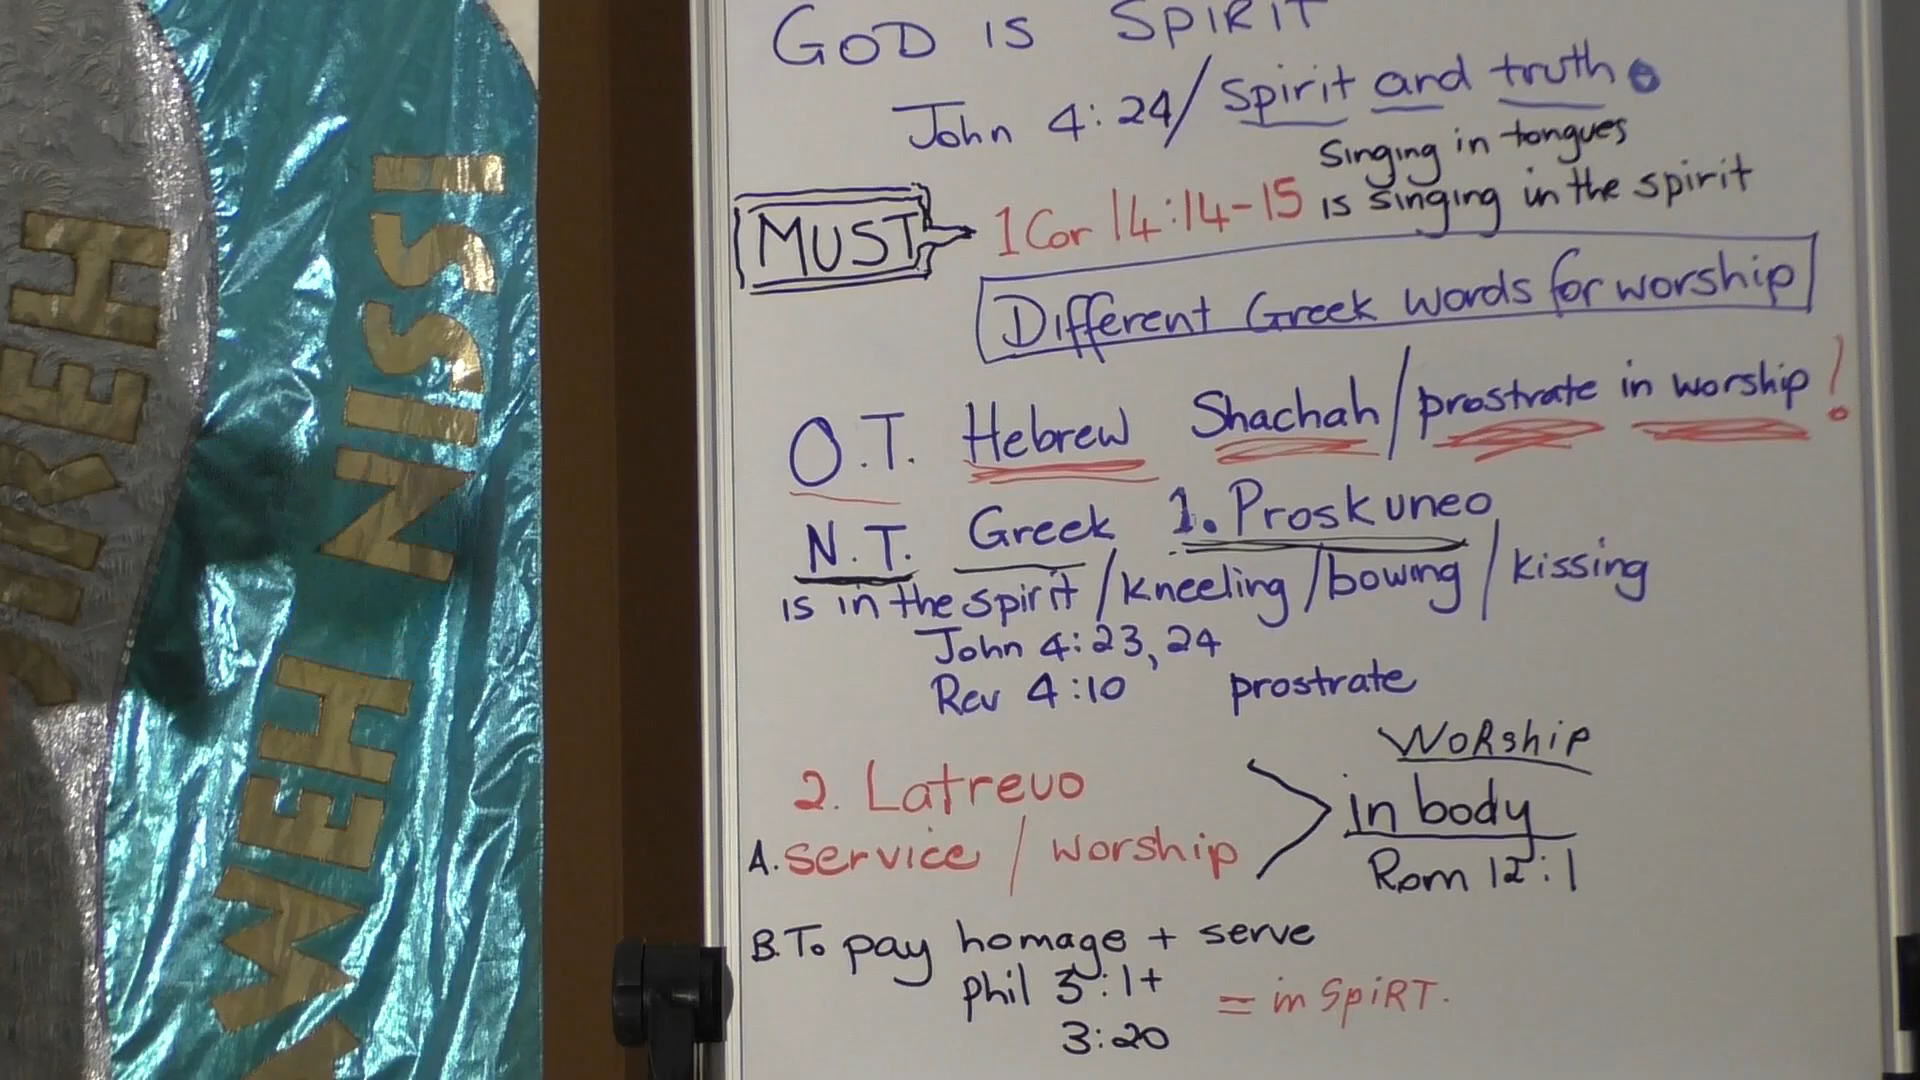 JIREH
WEH NISSI
GOD IS SPIRIT
John 4:24/ Spirit and truth.
Singing in tongues
MUST 1 Cor 14:14-15 is singing in the spirit
Different Greek words for worship
O.T. Hebrew Shachah/prostrate in worship!
N.T. Greek 1. Proskuneo
is in the spirit/kneeling/bowing/kissing
John 4:23, 24
Rev 4:10 prostrate
Worship
2. Latreuo in body
A. service / worship Rom 12:1
B. To pay homage + serve
phil 3:1+ = in SpiRT.
3:20